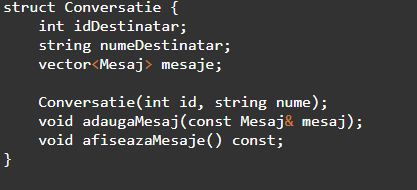 struct Conversatie {
    int idDestinatar;
    string numeDestinatar;
    vector<Mesaj> mesaje;

    Conversatie(int id, string nume);
    void adaugaMesaj(const Mesaj& mesaj);
    void afiseazaMesaje() const;
}